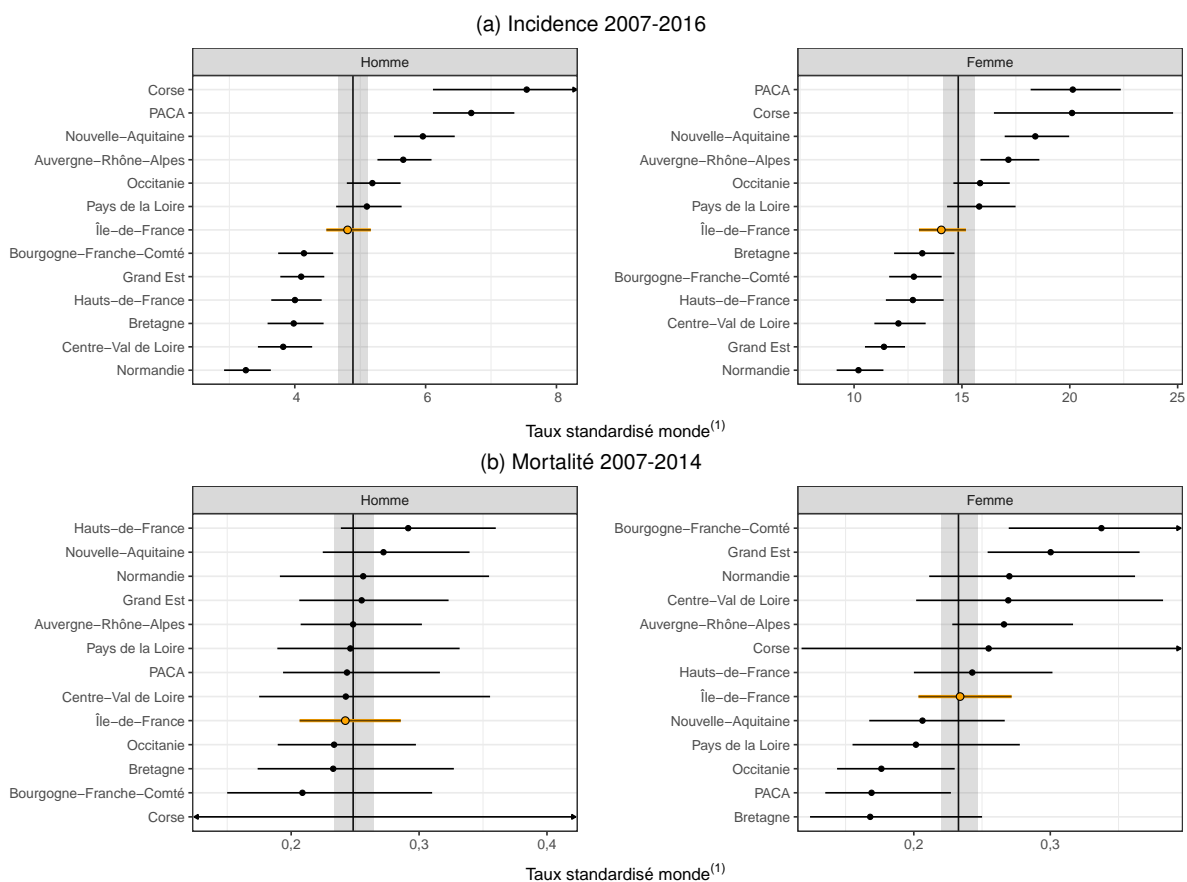 (a) Incidence 2007-2016
Homme
Corse
PACA
Nouvelle−Aquitaine
Auvergne−Rhône−Alpes
Occitanie
Pays de la Loire
Île−de−France
Bourgogne−Franche−Comté
Grand Est
Hauts−de−France
Bretagne
Centre−Val de Loire
Normandie
4 6 8
Femme
PACA
Corse
Nouvelle−Aquitaine
Auvergne−Rhône−Alpes
Occitanie
Pays de la Loire
Île−de−France
Bretagne
Bourgogne−Franche−Comté
Hauts−de−France
Centre−Val de Loire
Grand Est
Normandie
10 15 20 25
Taux standardisé monde(1)
(b) Mortalité 2007-2014
Homme
Hauts−de−France
Nouvelle−Aquitaine
Normandie
Grand Est
Auvergne−Rhône−Alpes
Pays de la Loire
PACA
Centre−Val de Loire
Île−de−France
Occitanie
Bretagne
Bourgogne−Franche−Comté
Corse
0,2 0,3 0,4
Femme
Bourgogne−Franche−Comté
Grand Est
Normandie
Centre−Val de Loire
Auvergne−Rhône−Alpes
Corse
Hauts−de−France
Île−de−France
Nouvelle−Aquitaine
Pays de la Loire
Occitanie
PACA
Bretagne
0,2 0,3
Taux standardisé monde(1)